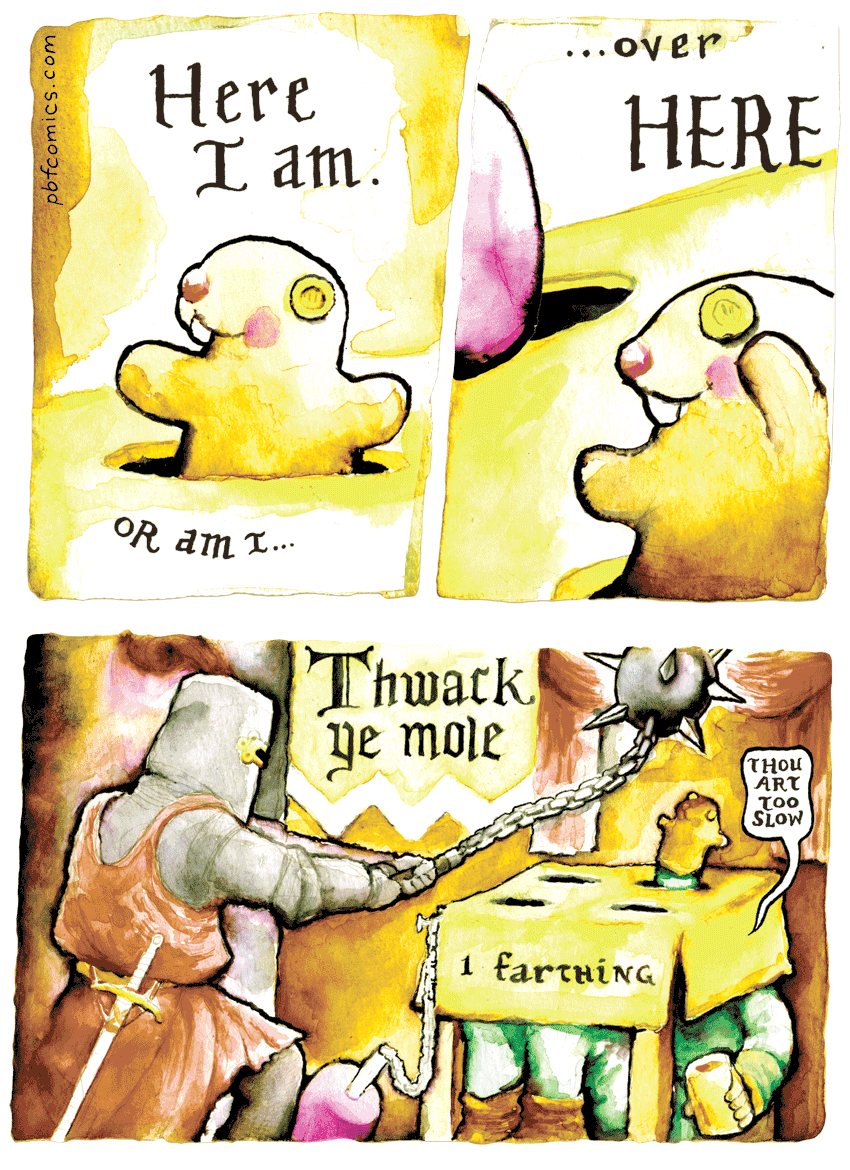 pbfcomics.com
Here
I am.
OR am I...
...over
HERE
Thwack
ye mole
THOU
ART
TOO
SLOW
1 farthing